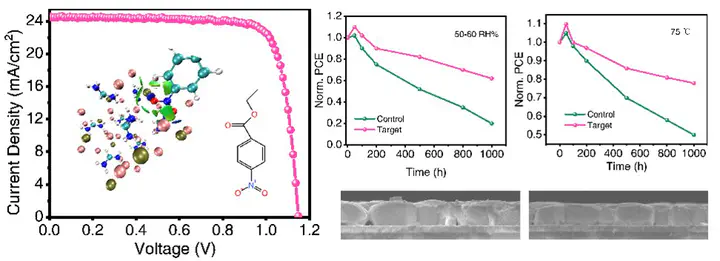 Current Density (mA/cm²)
24
20
16
12
8
4
0
0.0 0.2 0.4 0.6 0.8 1.0 1.2
Voltage (V)
O
O
N⁺
O
O⁻
Norm. PCE
1.2
1.0
0.8
0.6
0.4
0.2
0.0
50-60 RH%
Control
Target
0 200 400 600 800 1000
Time (h)
Norm. PCE
1.1
1.0
0.9
0.8
0.7
0.6
0.5
75 ℃
Control
Target
0 200 400 600 800 1000
Time (h)